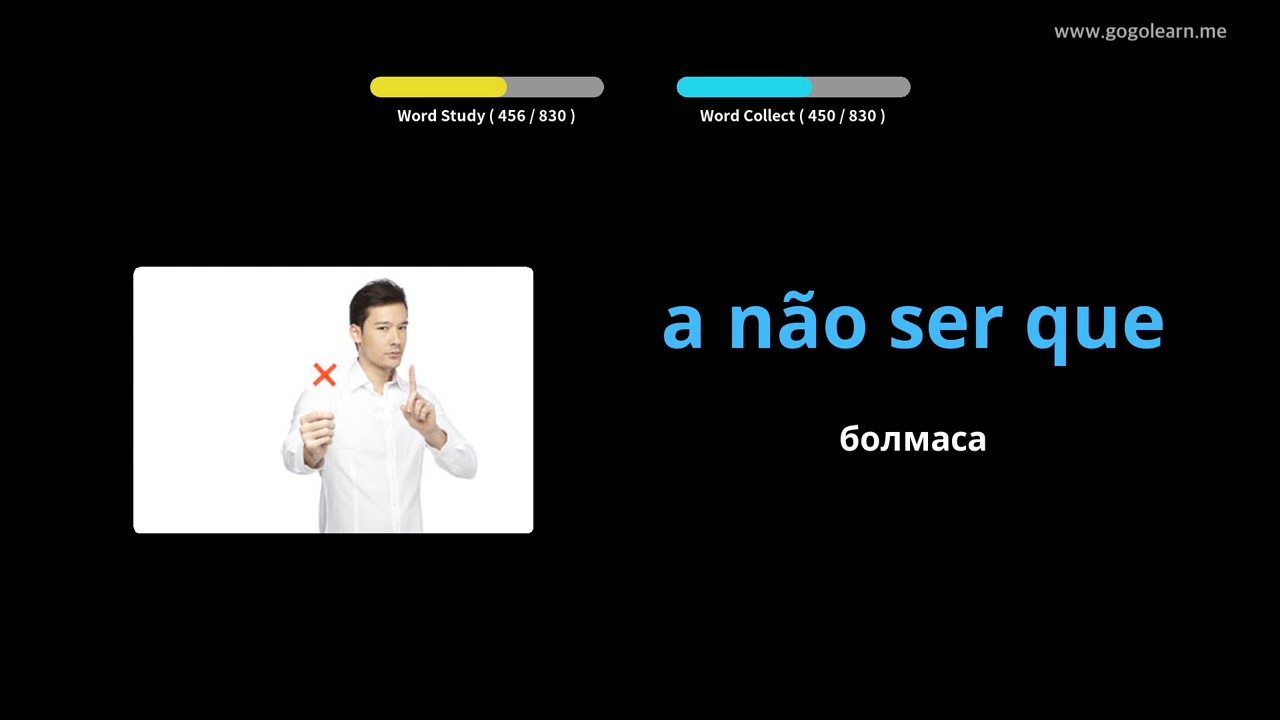 www.gogolearn.me
Word Study ( 456 / 830 )
Word Collect ( 450 / 830 )
a não ser que
болмаса